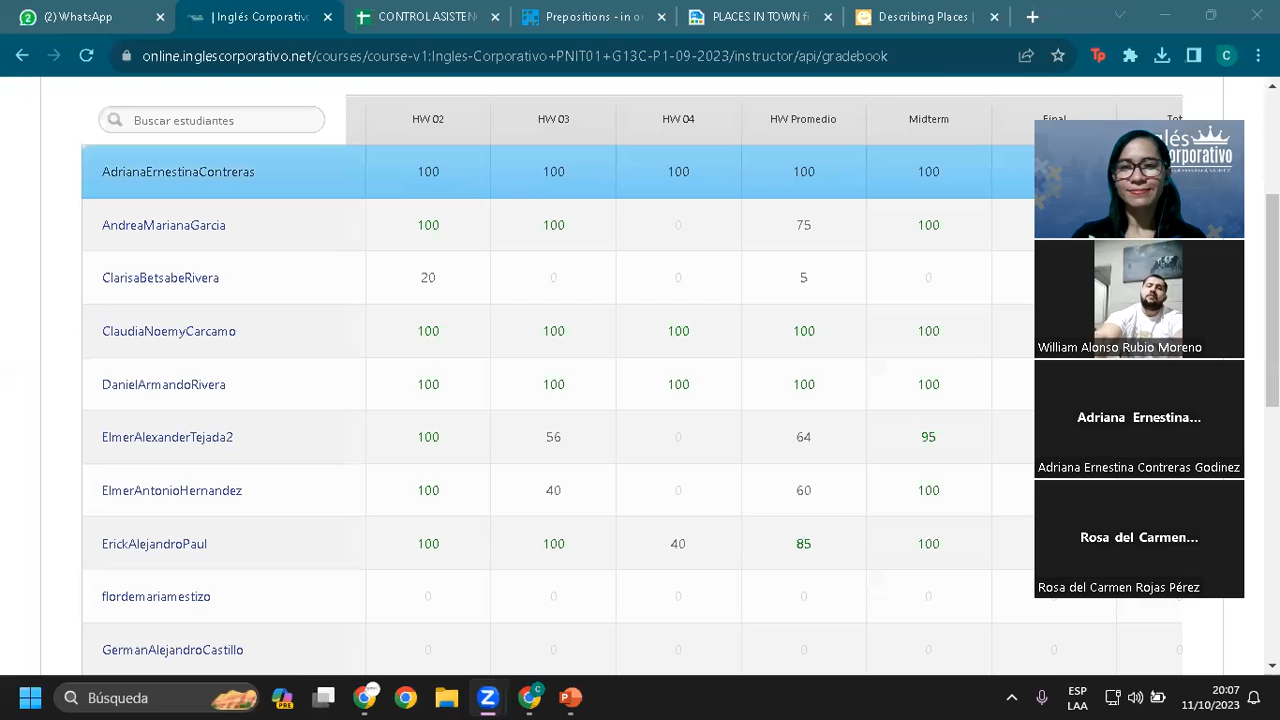 (2) WhatsApp
| Inglés Corporativo
CONTROL ASISTEN
Prepositions - in o
PLACES IN TOWN f
Describing Places |
online.inglescorporativo.net/courses/course-v1:Ingles-Corporativo+PNIT01+G13C-P1-09-2023/instructor/api/gradebook
Buscar estudiantes
HW 02 HW 03 HW 04 HW Promedio Midterm Final Tot
AdrianaErnestinaContreras 100 100 100 100 100
AndreaMarianaGarcia 100 100 0 75 100
ClarisaBetsabeRivera 20 0 0 5 0
ClaudiaNoemyCarcamo 100 100 100 100 100
DanielArmandoRivera 100 100 100 100 100
ElmerAlexanderTejada2 100 56 0 64 95
ElmerAntonioHernandez 100 40 0 60 100
ErickAlejandroPaul 100 100 40 85 100
flordemariamestizo 0 0 0 0 0
GermanAlejandroCastillo 0 0 0 0 0 0 0
glés
orporativo
William Alonso Rubio Moreno
Adriana Ernestina...
Adriana Ernestina Contreras Godinez
Rosa del Carmen...
Rosa del Carmen Rojas Pérez
Búsqueda
PRE
ESP
LAA
20:07
11/10/2023